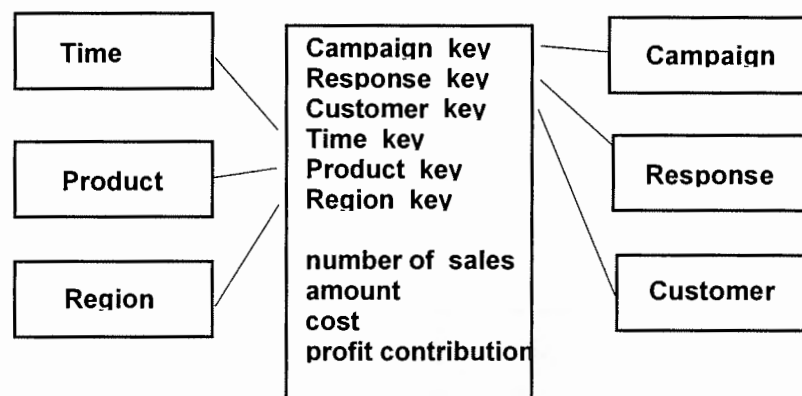 Time
Product
Region
Campaign key
Response key
Customer key
Time key
Product key
Region key
number of sales
amount
cost
profit contribution
Campaign
Response
Customer